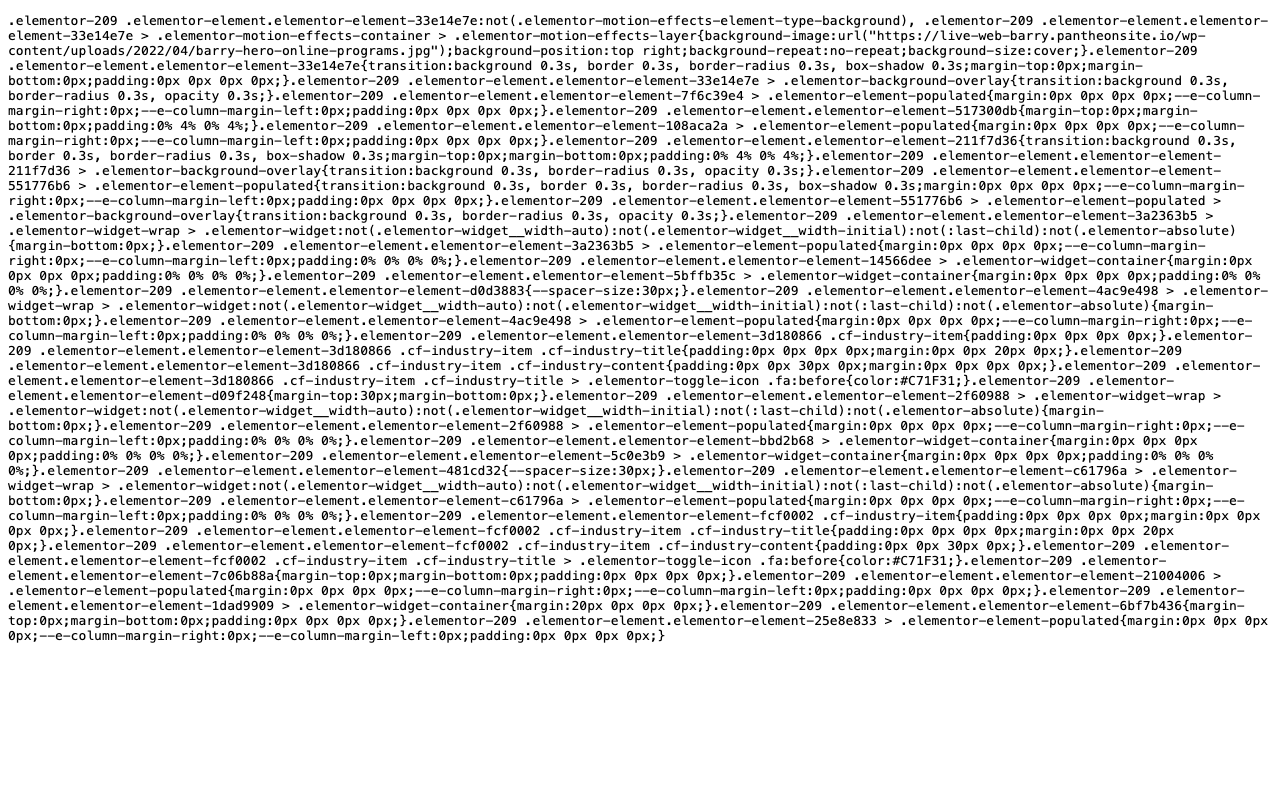 .elementor-209 .elementor-element.elementor-element-33e14e7e:not(.elementor-motion-effects-element-type-background), .elementor-209 .elementor-element.elementor-
element-33e14e7e > .elementor-motion-effects-container > .elementor-motion-effects-layer{background-image:url("https://live-web-barry.pantheonsite.io/wp-
content/uploads/2022/04/barry-hero-online-programs.jpg");background-position:top right;background-repeat:no-repeat;background-size:cover;}.elementor-209
.elementor-element.elementor-element-33e14e7e{transition:background 0.3s, border 0.3s, border-radius 0.3s, box-shadow 0.3s;margin-top:0px;margin-
bottom:0px;padding:0px 0px 0px 0px;}.elementor-209 .elementor-element.elementor-element-33e14e7e > .elementor-background-overlay{transition:background 0.3s,
border-radius 0.3s, opacity 0.3s;}.elementor-209 .elementor-element.elementor-element-7f6c39e4 > .elementor-element-populated{margin:0px 0px 0px 0px;--e-column-
margin-right:0px;--e-column-margin-left:0px;padding:0px 0px 0px 0px;}.elementor-209 .elementor-element.elementor-element-517300db{margin-top:0px;margin-
bottom:0px;padding:0% 4% 0% 4%;}.elementor-209 .elementor-element.elementor-element-108aca2a > .elementor-element-populated{margin:0px 0px 0px 0px;--e-column-
margin-right:0px;--e-column-margin-left:0px;padding:0px 0px 0px 0px;}.elementor-209 .elementor-element.elementor-element-211f7d36{transition:background 0.3s,
border 0.3s, border-radius 0.3s, box-shadow 0.3s;margin-top:0px;margin-bottom:0px;padding:0% 4% 0% 4%;}.elementor-209 .elementor-element.elementor-element-
211f7d36 > .elementor-background-overlay{transition:background 0.3s, border-radius 0.3s, opacity 0.3s;}.elementor-209 .elementor-element.elementor-element-
551776b6 > .elementor-element-populated{transition:background 0.3s, border 0.3s, border-radius 0.3s, box-shadow 0.3s;margin:0px 0px 0px 0px;--e-column-margin-
right:0px;--e-column-margin-left:0px;padding:0px 0px 0px 0px;}.elementor-209 .elementor-element.elementor-element-551776b6 > .elementor-element-populated >
.elementor-background-overlay{transition:background 0.3s, border-radius 0.3s, opacity 0.3s;}.elementor-209 .elementor-element.elementor-element-3a2363b5 >
.elementor-widget-wrap > .elementor-widget:not(.elementor-widget__width-auto):not(.elementor-widget__width-initial):not(:last-child):not(.elementor-absolute)
{margin-bottom:0px;}.elementor-209 .elementor-element.elementor-element-3a2363b5 > .elementor-element-populated{margin:0px 0px 0px 0px;--e-column-margin-
right:0px;--e-column-margin-left:0px;padding:0% 0% 0% 0%;}.elementor-209 .elementor-element.elementor-element-14566dee > .elementor-widget-container{margin:0px
0px 0px 0px;padding:0% 0% 0% 0%;}.elementor-209 .elementor-element.elementor-element-5bffb35c > .elementor-widget-container{margin:0px 0px 0px 0px;padding:0% 0%
0% 0%;}.elementor-209 .elementor-element.elementor-element-d0d3883{--spacer-size:30px;}.elementor-209 .elementor-element.elementor-element-4ac9e498 > .elementor-
widget-wrap > .elementor-widget:not(.elementor-widget__width-auto):not(.elementor-widget__width-initial):not(:last-child):not(.elementor-absolute){margin-
bottom:0px;}.elementor-209 .elementor-element.elementor-element-4ac9e498 > .elementor-element-populated{margin:0px 0px 0px 0px;--e-column-margin-right:0px;--e-
column-margin-left:0px;padding:0% 0% 0% 0%;}.elementor-209 .elementor-element.elementor-element-3d180866 .cf-industry-item{padding:0px 0px 0px 0px;}.elementor-
209 .elementor-element.elementor-element-3d180866 .cf-industry-item .cf-industry-title{padding:0px 0px 0px 0px;margin:0px 0px 20px 0px;}.elementor-209
.elementor-element.elementor-element-3d180866 .cf-industry-item .cf-industry-content{padding:0px 0px 30px 0px;margin:0px 0px 0px 0px;}.elementor-209 .elementor-
element.elementor-element-3d180866 .cf-industry-item .cf-industry-title > .elementor-toggle-icon .fa:before{color:#C71F31;}.elementor-209 .elementor-
element.elementor-element-d09f248{margin-top:30px;margin-bottom:0px;}.elementor-209 .elementor-element.elementor-element-2f60988 > .elementor-widget-wrap >
.elementor-widget:not(.elementor-widget__width-auto):not(.elementor-widget__width-initial):not(:last-child):not(.elementor-absolute){margin-
bottom:0px;}.elementor-209 .elementor-element.elementor-element-2f60988 > .elementor-element-populated{margin:0px 0px 0px 0px;--e-column-margin-right:0px;--e-
column-margin-left:0px;padding:0% 0% 0% 0%;}.elementor-209 .elementor-element.elementor-element-bbd2b68 > .elementor-widget-container{margin:0px 0px 0px
0px;padding:0% 0% 0% 0%;}.elementor-209 .elementor-element.elementor-element-5c0e3b9 > .elementor-widget-container{margin:0px 0px 0px 0px;padding:0% 0% 0%
0%;}.elementor-209 .elementor-element.elementor-element-481cd32{--spacer-size:30px;}.elementor-209 .elementor-element.elementor-element-c61796a > .elementor-
widget-wrap > .elementor-widget:not(.elementor-widget__width-auto):not(.elementor-widget__width-initial):not(:last-child):not(.elementor-absolute){margin-
bottom:0px;}.elementor-209 .elementor-element.elementor-element-c61796a > .elementor-element-populated{margin:0px 0px 0px 0px;--e-column-margin-right:0px;--e-
column-margin-left:0px;padding:0% 0% 0% 0%;}.elementor-209 .elementor-element.elementor-element-fcf0002 .cf-industry-item{padding:0px 0px 0px 0px;margin:0px 0px
0px 0px;}.elementor-209 .elementor-element.elementor-element-fcf0002 .cf-industry-item .cf-industry-title{padding:0px 0px 0px 0px;margin:0px 0px 20px
0px;}.elementor-209 .elementor-element.elementor-element-fcf0002 .cf-industry-item .cf-industry-content{padding:0px 0px 30px 0px;}.elementor-209 .elementor-
element.elementor-element-fcf0002 .cf-industry-item .cf-industry-title > .elementor-toggle-icon .fa:before{color:#C71F31;}.elementor-209 .elementor-
element.elementor-element-7c06b88a{margin-top:0px;margin-bottom:0px;padding:0px 0px 0px 0px;}.elementor-209 .elementor-element.elementor-element-21004006 >
.elementor-element-populated{margin:0px 0px 0px 0px;--e-column-margin-right:0px;--e-column-margin-left:0px;padding:0px 0px 0px 0px;}.elementor-209 .elementor-
element.elementor-element-1dad9909 > .elementor-widget-container{margin:20px 0px 0px 0px;}.elementor-209 .elementor-element.elementor-element-6bf7b436{margin-
top:0px;margin-bottom:0px;padding:0px 0px 0px 0px;}.elementor-209 .elementor-element.elementor-element-25e8e833 > .elementor-element-populated{margin:0px 0px 0px
0px;--e-column-margin-right:0px;--e-column-margin-left:0px;padding:0px 0px 0px 0px;}